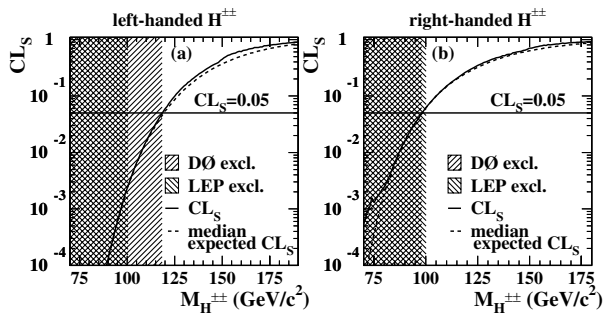 left-handed H±±
CLS
1
10-1
10-2
10-3
10-4
(a)
CLS=0.05
DØ excl.
LEP excl.
CLS
median
expected CLS
75 100 125 150 175
MH±± (GeV/c2)
right-handed H±±
CLS
1
10-1
10-2
10-3
10-4
(b)
CLS=0.05
DØ excl.
LEP excl.
CLS
median
expected CLS
75 100 125 150 175
MH±± (GeV/c2)